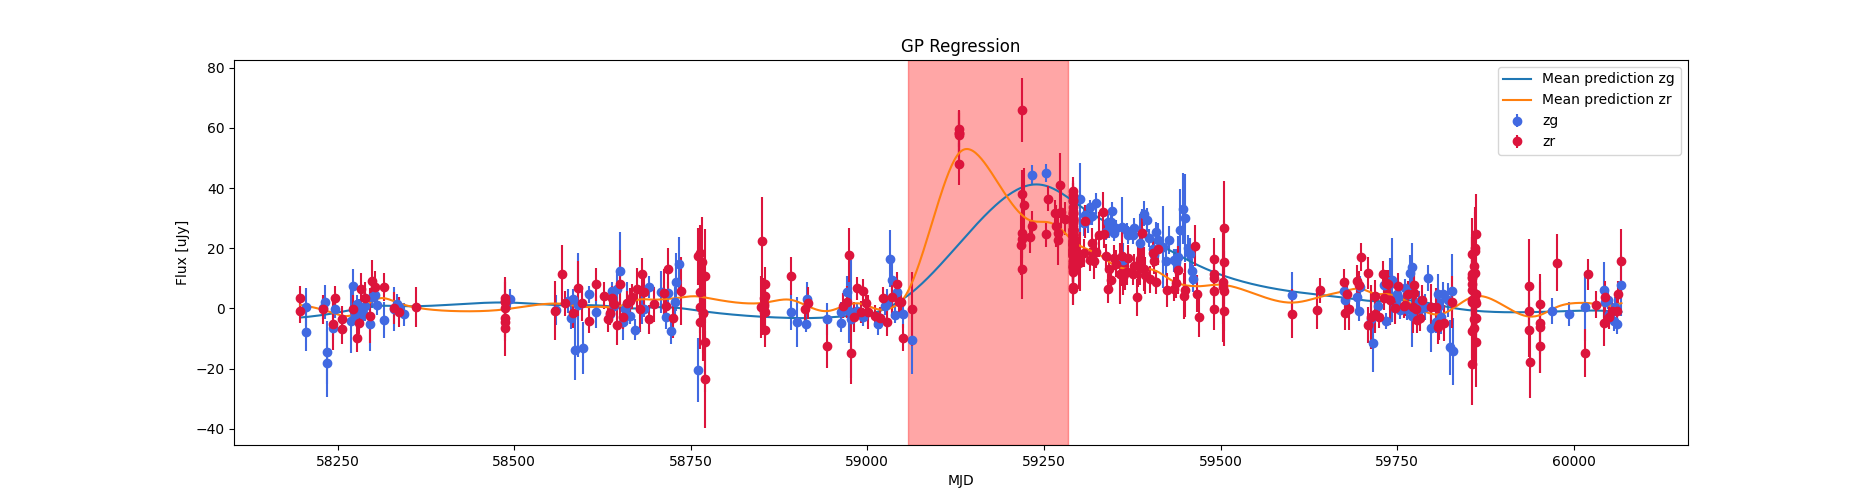 GP Regression
Flux [uJy]
80
60
40
20
0
−20
−40
Mean prediction zg
Mean prediction zr
zg
zr
58250
58500
58750
59000
59250
59500
59750
60000
MJD